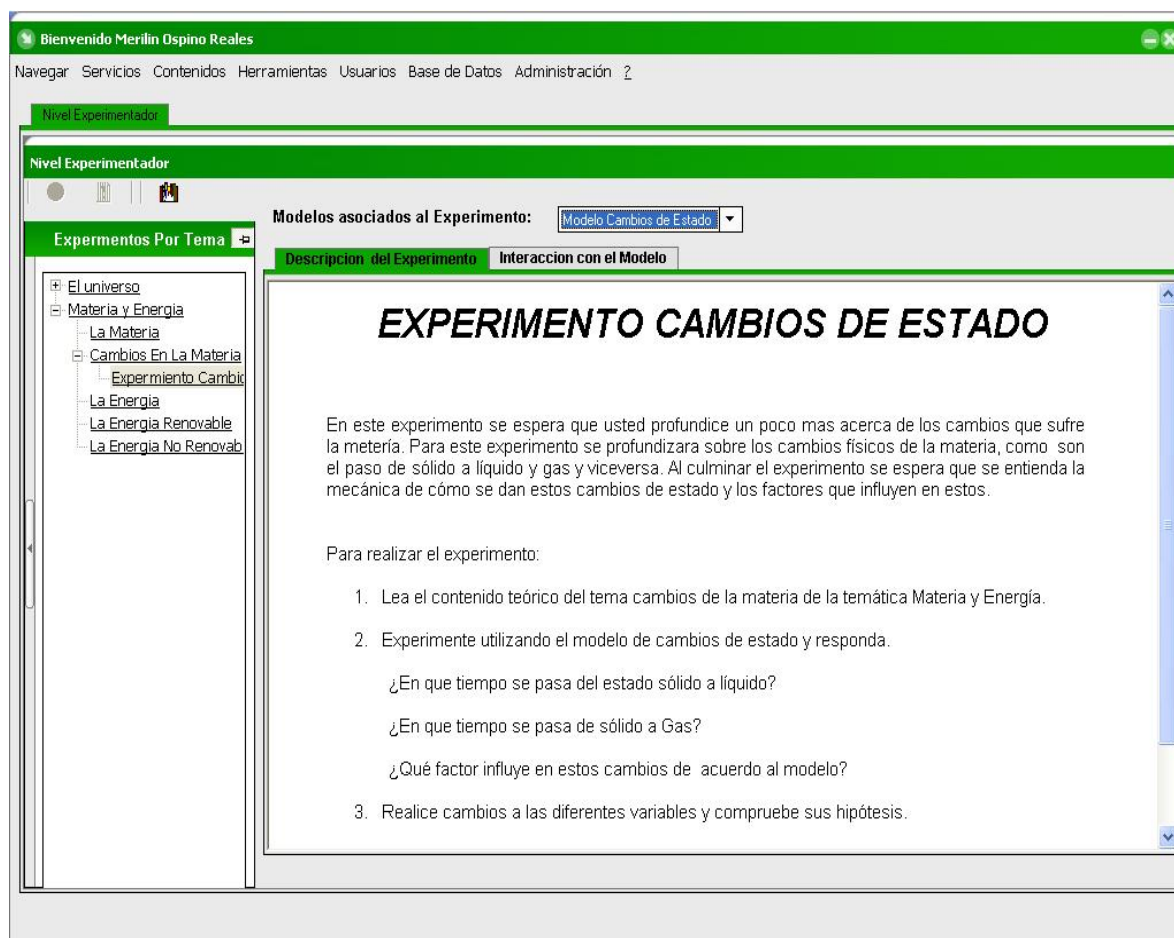 Bienvenido Merilin Ospino Reales
Navegar Servicios Contenidos Herramientas Usuarios Base de Datos Administración ?
Nivel Experimentador
Nivel Experimentador
Modelos asociados al Experimento: Modelo Cambios de Estado
Expermentos Por Tema
Descripcion del Experimento Interaccion con el Modelo
El universo
Materia y Energia
La Materia
Cambios En La Materia
Expermiento Cambic
La Energia
La Energia Renovable
La Energia No Renovab
EXPERIMENTO CAMBIOS DE ESTADO
En este experimento se espera que usted profundice un poco mas acerca de los cambios que sufre
la metería. Para este experimento se profundizara sobre los cambios físicos de la materia, como son
el paso de sólido a líquido y gas y viceversa. Al culminar el experimento se espera que se entienda la
mecánica de cómo se dan estos cambios de estado y los factores que influyen en estos.
Para realizar el experimento:
1. Lea el contenido teórico del tema cambios de la materia de la temática Materia y Energía.
2. Experimente utilizando el modelo de cambios de estado y responda.
¿En que tiempo se pasa del estado sólido a líquido?
¿En que tiempo se pasa de sólido a Gas?
¿Qué factor influye en estos cambios de acuerdo al modelo?
3. Realice cambios a las diferentes variables y compruebe sus hipótesis.